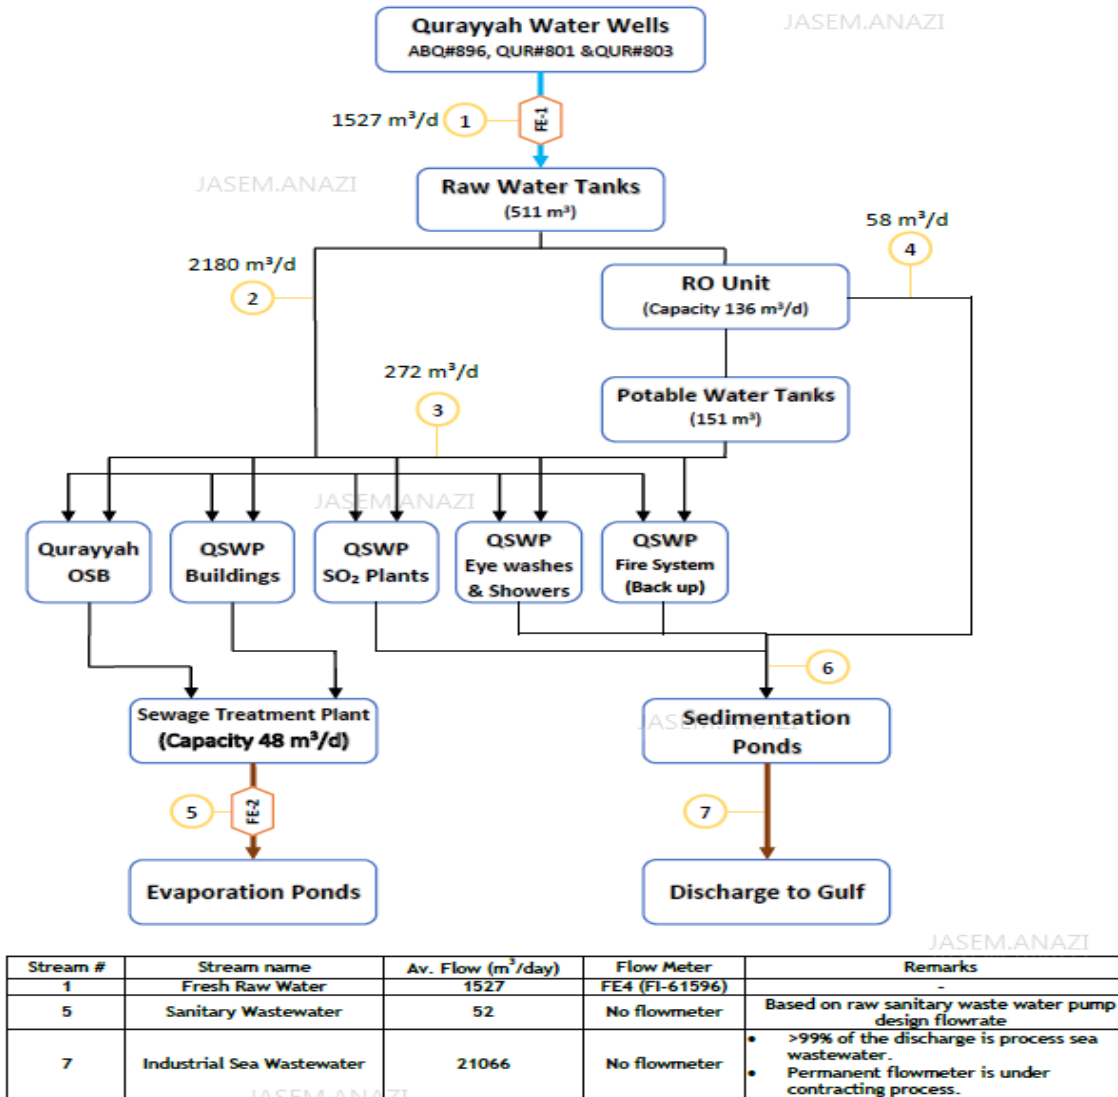 Qurayyah Water Wells
ABQ#896, QUR#801 &QUR#803
JASEM.ANAZI
1527 m³/d
1
FE-1
JASEM.ANAZI
Raw Water Tanks
(511 m³)
58 m³/d
4
2180 m³/d
2
RO Unit
(Capacity 136 m³/d)
272 m³/d
3
Potable Water Tanks
(151 m³)
JASEM.ANAZI
Qurayyah
OSB
QSWP
Buildings
QSWP
SO₂ Plants
QSWP
Eye washes
& Showers
QSWP
Fire System
(Back up)
6
Sewage Treatment Plant
(Capacity 48 m³/d)
JASEM.ANAZI
Sedimentation
Ponds
5
FE-2
7
Evaporation Ponds
Discharge to Gulf
JASEM.ANAZI
Stream # Stream name Av. Flow (m³/day) Flow Meter Remarks
1 Fresh Raw Water 1527 FE4 (FI-61596) -
5 Sanitary Wastewater 52 No flowmeter Based on raw sanitary waste water pump
design flowrate
7 Industrial Sea Wastewater 21066 No flowmeter • >99% of the discharge is process sea
wastewater.
• Permanent flowmeter is under
contracting process.
JASEM.ANAZI